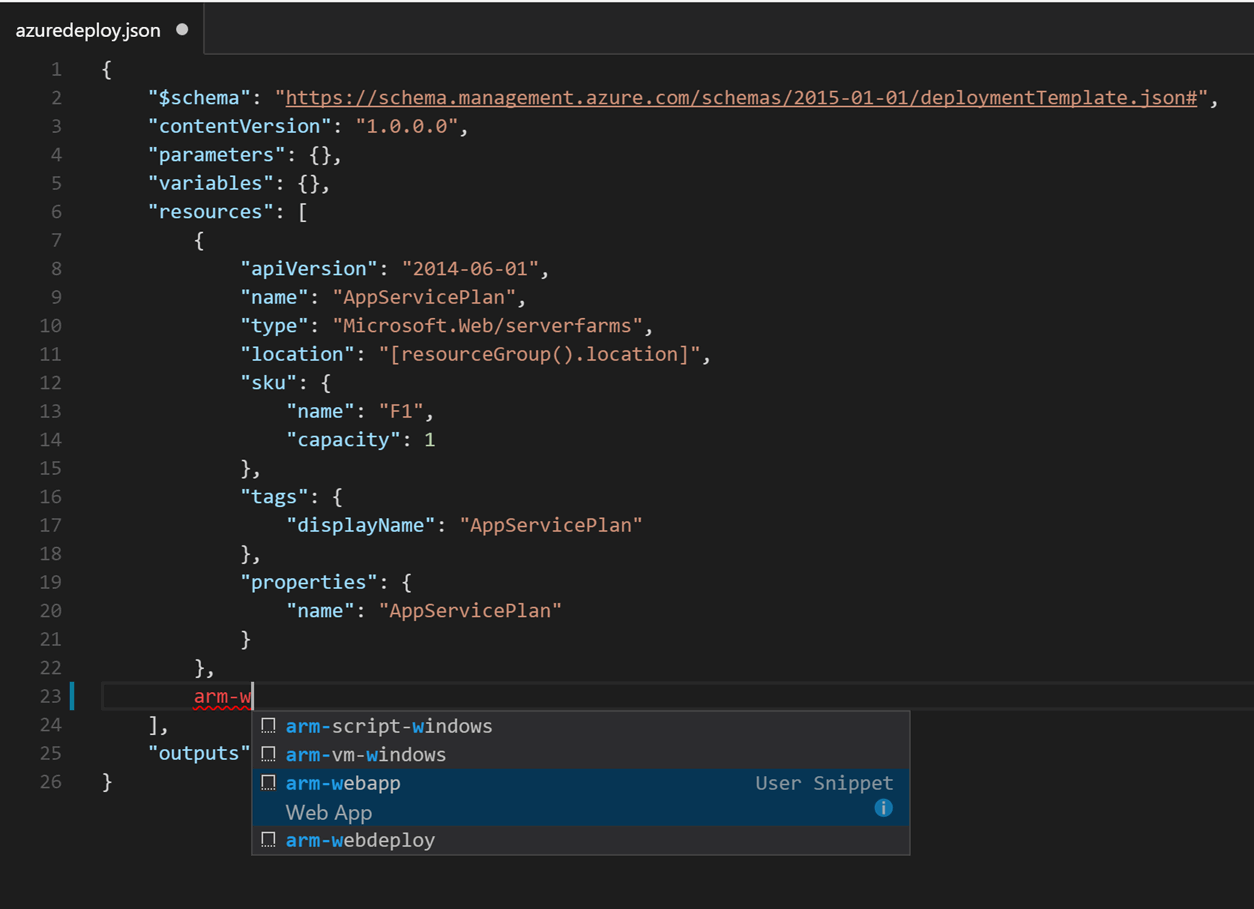 azuredeploy.json
1 {
2 "$schema": "https://schema.management.azure.com/schemas/2015-01-01/deploymentTemplate.json#",
3 "contentVersion": "1.0.0.0",
4 "parameters": {},
5 "variables": {},
6 "resources": [
7 {
8 "apiVersion": "2014-06-01",
9 "name": "AppServicePlan",
10 "type": "Microsoft.Web/serverfarms",
11 "location": "[resourceGroup().location]",
12 "sku": {
13 "name": "F1",
14 "capacity": 1
15 },
16 "tags": {
17 "displayName": "AppServicePlan"
18 },
19 "properties": {
20 "name": "AppServicePlan"
21 }
22 },
23 arm-w
24 ],
25 "outputs"
26 }
arm-script-windows
arm-vm-windows
arm-webapp User Snippet
Web App
arm-webdeploy